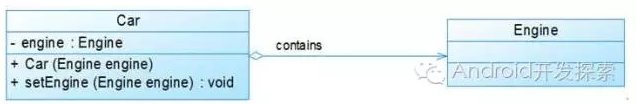 Car
- engine : Engine
+ Car (Engine engine)
+ setEngine (Engine engine) : void
contains
Engine
Android开发探索